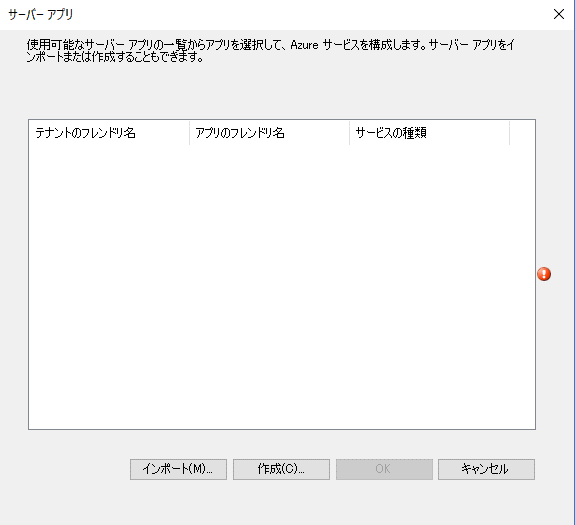 サーバー アプリ
使用可能なサーバー アプリの一覧からアプリを選択して、Azure サービスを構成します。サーバー アプリをイ
ンポートまたは作成することもできます。
テナントのフレンドリ名 アプリのフレンドリ名 サービスの種類
インポート(M)... 作成(C)... OK キャンセル